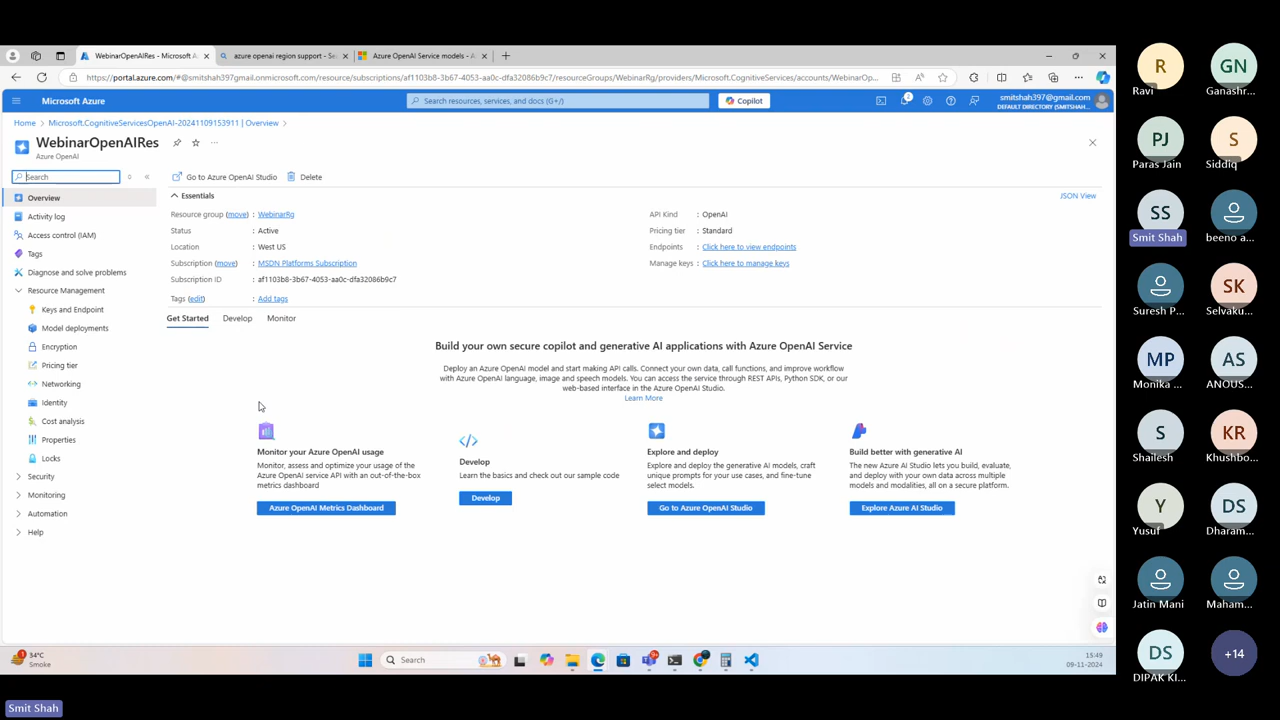 WebinarOpenAIRes - Microsoft A
azure openai region support - Se
Azure OpenAI Service models - A
https://portal.azure.com/#@smitshah397gmail.onmicrosoft.com/resource/subscriptions/af1103b8-3b67-4053-aa0c-dfa32086b9c7/resourceGroups/WebinarRg/providers/Microsoft.CognitiveServices/accounts/WebinarOp...
Microsoft Azure
Search resources, services, and docs (G+/)
Copilot
2
smitshah397@gmail.com
DEFAULT DIRECTORY (SMITSHAH...
Home > Microsoft.CognitiveServicesOpenAI-20241109153911 | Overview >
WebinarOpenAIRes
Azure OpenAI
Search
Go to Azure OpenAI Studio
Delete
Overview
Activity log
Access control (IAM)
Tags
Diagnose and solve problems
Resource Management
Keys and Endpoint
Model deployments
Encryption
Pricing tier
Networking
Identity
Cost analysis
Properties
Locks
Security
Monitoring
Automation
Help
Essentials
JSON View
Resource group (move) : WebinarRg
Status : Active
Location : West US
Subscription (move) : MSDN Platforms Subscription
Subscription ID : af1103b8-3b67-4053-aa0c-dfa32086b9c7
Tags (edit) : Add tags
API Kind : OpenAI
Pricing tier : Standard
Endpoints : Click here to view endpoints
Manage keys : Click here to manage keys
Get Started
Develop
Monitor
Build your own secure copilot and generative AI applications with Azure OpenAI Service
Deploy an Azure OpenAI model and start making API calls. Connect your own data, call functions, and improve workflow
with Azure OpenAI language, image and speech models. You can access the service through REST APIs, Python SDK, or our
web-based interface in the Azure OpenAI Studio.
Learn More
Monitor your Azure OpenAI usage
Monitor, assess and optimize your usage of the
Azure OpenAI service API with an out-of-the-box
metrics dashboard
Azure OpenAI Metrics Dashboard
Develop
Learn the basics and check out our sample code
Develop
Explore and deploy
Explore and deploy the generative AI models, craft
unique prompts for your use cases, and fine-tune
select models.
Go to Azure OpenAI Studio
Build better with generative AI
The new Azure AI Studio lets you build, evaluate,
and deploy with your own data across multiple
models and modalities, all on a secure platform.
Explore Azure AI Studio
1
34°C
Smoke
Search
15:49
09-11-2024
R
Ravi
GN
Ganashr...
PJ
Paras Jain
S
Siddiq
SS
Smit Shah
beeno a...
Suresh P...
SK
Selvaku...
MP
Monika ...
AS
ANOUS...
S
Shailesh
KR
Khushbo...
Y
Yusuf
DS
Dharam...
Jatin Mani
Maham...
DS
DIPAK KI...
+14
Smit Shah